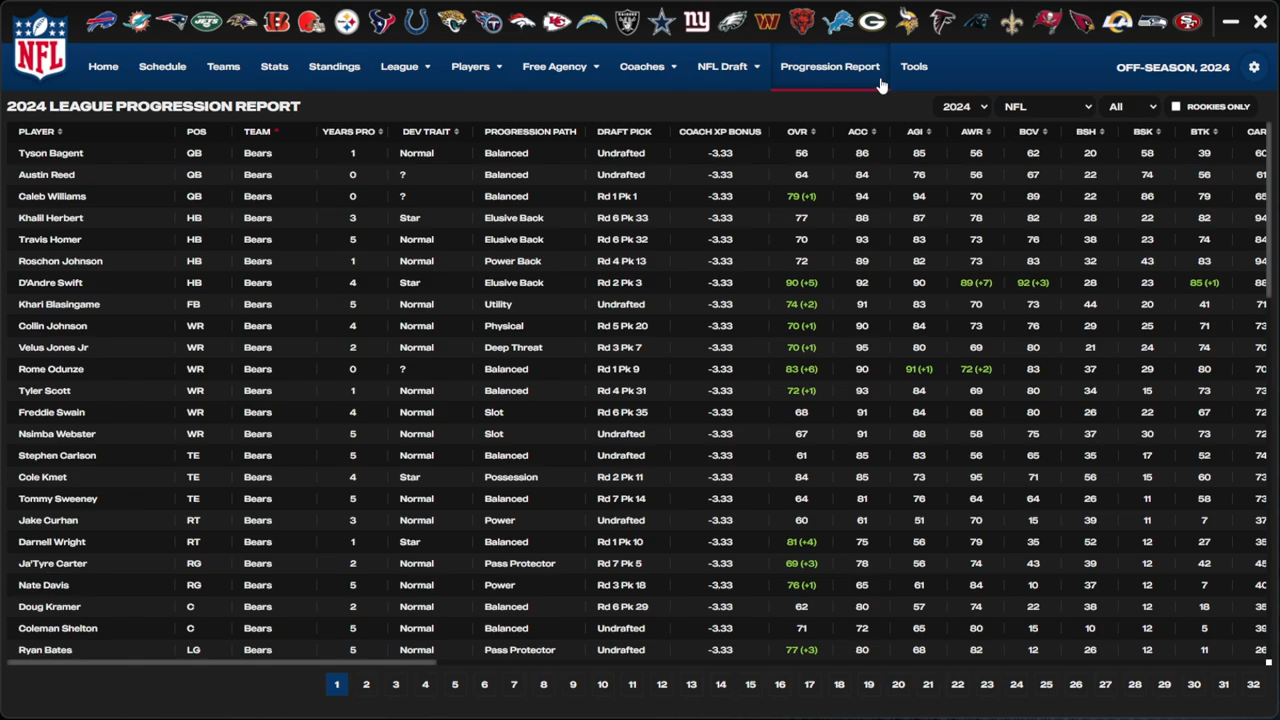 NFL
Home Schedule Teams Stats Standings League Players Free Agency Coaches NFL Draft Progression Report Tools OFF-SEASON, 2024
2024 LEAGUE PROGRESSION REPORT 2024 NFL All ROOKIES ONLY
PLAYER POS TEAM YEARS PRO DEV TRAIT PROGRESSION PATH DRAFT PICK COACH XP BONUS OVR ACC AGI AWR BCV BSH BSK BTK CAR
Tyson Bagent QB Bears 1 Normal Balanced Undrafted -3.33 56 86 85 56 62 20 58 39 60
Austin Reed QB Bears 0 ? Balanced Undrafted -3.33 64 84 76 56 67 22 74 56 61
Caleb Williams QB Bears 0 ? Balanced Rd 1 Pk 1 -3.33 79 (+1) 94 94 70 89 22 86 79 65
Khalil Herbert HB Bears 3 Star Elusive Back Rd 6 Pk 33 -3.33 77 88 87 78 82 28 22 82 94
Travis Homer HB Bears 5 Normal Elusive Back Rd 6 Pk 32 -3.33 70 93 83 73 76 38 23 74 84
Roschon Johnson HB Bears 1 Normal Power Back Rd 4 Pk 13 -3.33 72 89 82 73 83 32 43 83 94
D'Andre Swift HB Bears 4 Star Elusive Back Rd 2 Pk 3 -3.33 90 (+5) 92 90 89 (+7) 92 (+3) 28 23 85 (+1) 88
Khari Blasingame FB Bears 5 Normal Utility Undrafted -3.33 74 (+2) 91 83 70 73 44 20 41 71
Collin Johnson WR Bears 4 Normal Physical Rd 5 Pk 20 -3.33 70 (+1) 90 84 73 76 29 25 71 73
Velus Jones Jr WR Bears 2 Normal Deep Threat Rd 3 Pk 7 -3.33 70 (+1) 95 80 69 80 21 24 74 70
Rome Odunze WR Bears 0 ? Balanced Rd 1 Pk 9 -3.33 83 (+6) 90 91 (+1) 72 (+2) 83 37 29 80 70
Tyler Scott WR Bears 1 Normal Balanced Rd 4 Pk 31 -3.33 72 (+1) 93 84 69 80 34 15 73 73
Freddie Swain WR Bears 4 Normal Slot Rd 6 Pk 35 -3.33 68 91 84 68 80 26 22 67 72
Nsimba Webster WR Bears 5 Normal Slot Undrafted -3.33 67 91 88 58 75 37 30 73 72
Stephen Carlson TE Bears 5 Normal Balanced Undrafted -3.33 61 85 83 56 65 35 17 52 74
Cole Kmet TE Bears 4 Star Possession Rd 2 Pk 11 -3.33 84 85 73 95 71 56 15 60 73
Tommy Sweeney TE Bears 5 Normal Balanced Rd 7 Pk 14 -3.33 64 81 76 64 64 26 11 58 73
Jake Curhan RT Bears 3 Normal Power Undrafted -3.33 60 61 51 70 15 39 11 7 37
Darnell Wright RT Bears 1 Star Balanced Rd 1 Pk 10 -3.33 81 (+4) 75 56 79 35 52 12 27 35
Ja'Tyre Carter RG Bears 2 Normal Pass Protector Rd 7 Pk 5 -3.33 69 (+3) 78 56 74 43 39 12 42 45
Nate Davis RG Bears 5 Normal Power Rd 3 Pk 18 -3.33 76 (+1) 65 61 84 10 37 12 7 40
Doug Kramer C Bears 2 Normal Balanced Rd 6 Pk 29 -3.33 62 80 57 74 22 38 12 18 35
Coleman Shelton C Bears 5 Normal Balanced Undrafted -3.33 71 72 65 80 15 10 12 5 39
Ryan Bates LG Bears 5 Normal Pass Protector Undrafted -3.33 77 (+3) 80 68 82 12 26 12 11 26
1 2 3 4 5 6 7 8 9 10 11 12 13 14 15 16 17 18 19 20 21 22 23 24 25 26 27 28 29 30 31 32